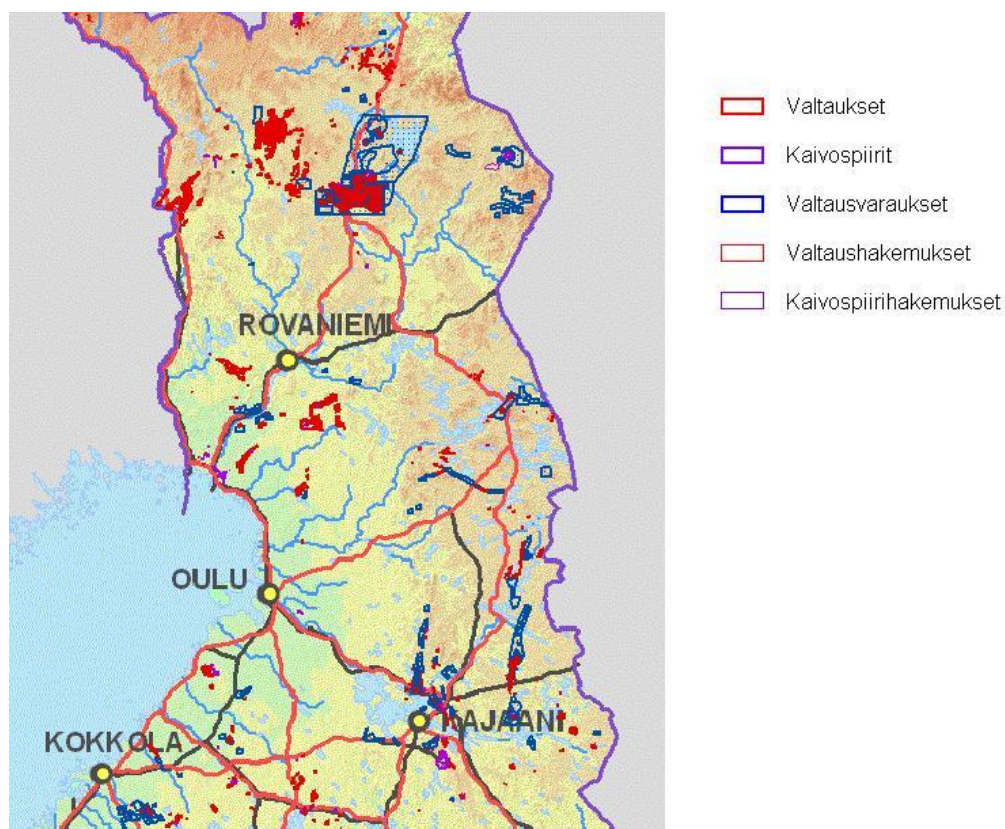 Valtaukset
Kaivospiirit
Valtausvaraukset
Valtaushakemukset
Kaivospiirihakemukset
ROVANIEMI
OULU
KAJAANI
KOKKOLA